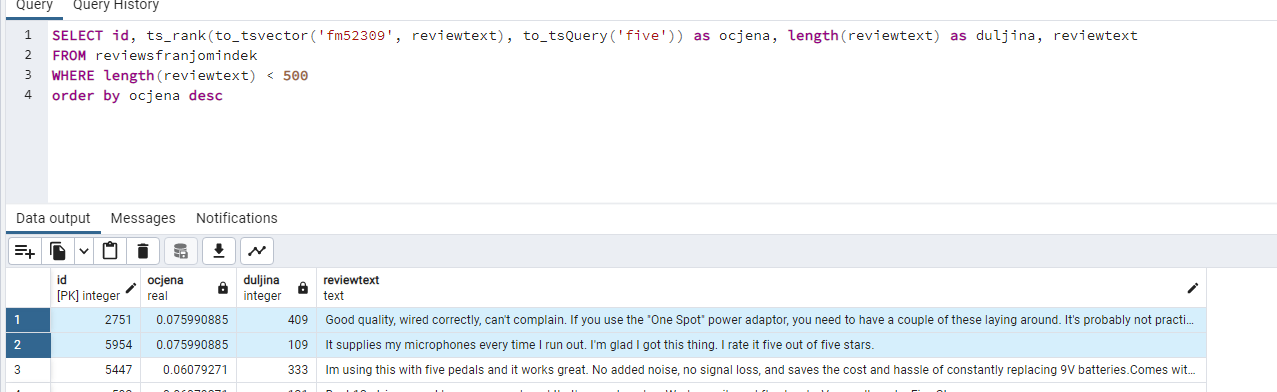 Query Query History
1 SELECT id, ts_rank(to_tsvector('fm52309', reviewtext), to_tsQuery('five')) as ocjena, length(reviewtext) as duljina, reviewtext
2 FROM reviewsfranjomindek
3 WHERE length(reviewtext) < 500
4 order by ocjena desc
Data output Messages Notifications
id ocjena duljina reviewtext
[PK] integer real integer text
1 2751 0.075990885 409 Good quality, wired correctly, can't complain. If you use the "One Spot" power adaptor, you need to have a couple of these laying around. It's probably not practi...
2 5954 0.075990885 109 It supplies my microphones every time I run out. I'm glad I got this thing. I rate it five out of five stars.
3 5447 0.06079271 333 Im using this with five pedals and it works great. No added noise, no signal loss, and saves the cost and hassle of constantly replacing 9V batteries.Comes wit...